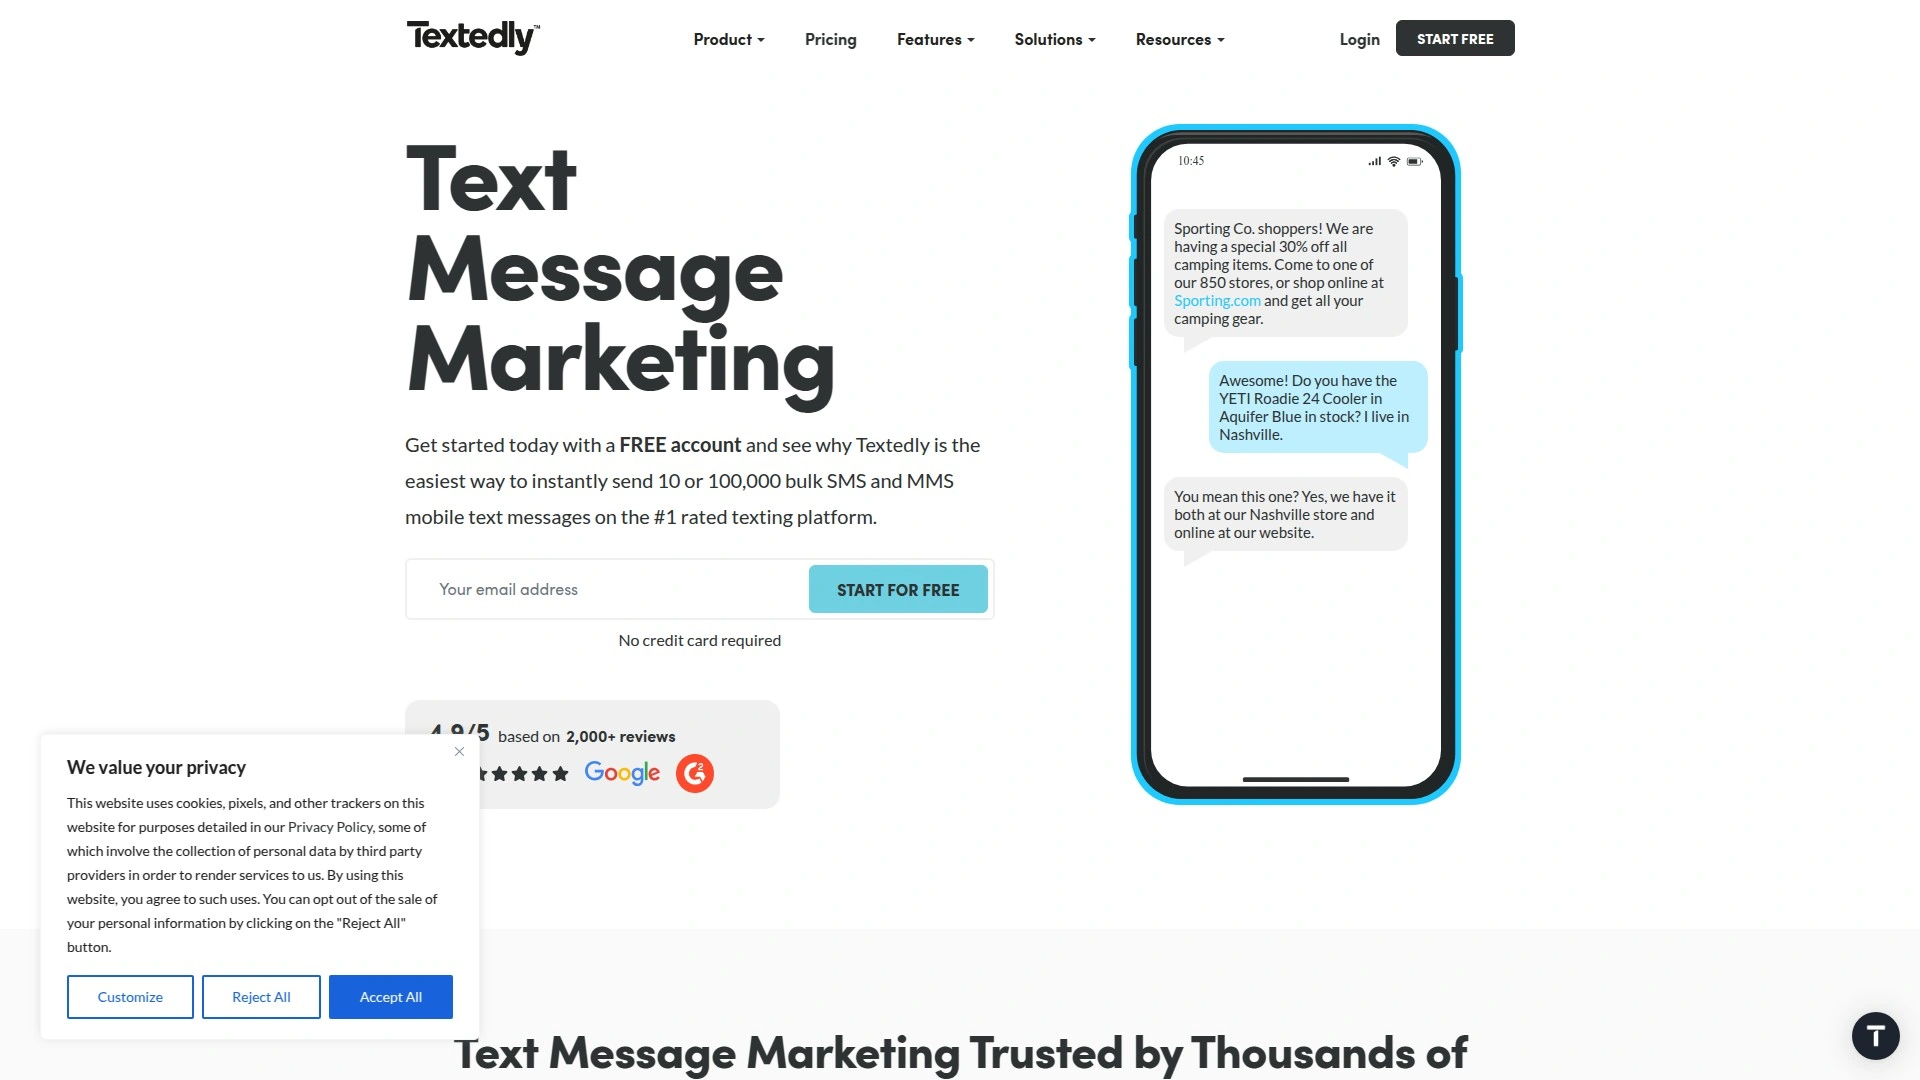 Textedly™
Product
Pricing
Features
Solutions
Resources
Login
START FREE
Text
Message
Marketing
Get started today with a FREE account and see why Textedly is the
easiest way to instantly send 10 or 100,000 bulk SMS and MMS
mobile text messages on the #1 rated texting platform.
Your email address
START FOR FREE
No credit card required
4.9/5 based on 2,000+ reviews
Google
G2
10:45
Sporting Co. shoppers! We are
having a special 30% off all
camping items. Come to one of
our 850 stores, or shop online at
Sporting.com and get all your
camping gear.
Awesome! Do you have the
YETI Roadie 24 Cooler in
Aquifer Blue in stock? I live in
Nashville.
You mean this one? Yes, we have it
both at our Nashville store and
online at our website.
We value your privacy
This website uses cookies, pixels, and other trackers on this
website for purposes detailed in our Privacy Policy, some of
which involve the collection of personal data by third party
providers in order to render services to us. By using this
website, you agree to such uses. You can opt out of the sale of
your personal information by clicking on the "Reject All"
button.
Customize
Reject All
Accept All
Text Message Marketing Trusted by Thousands of
T